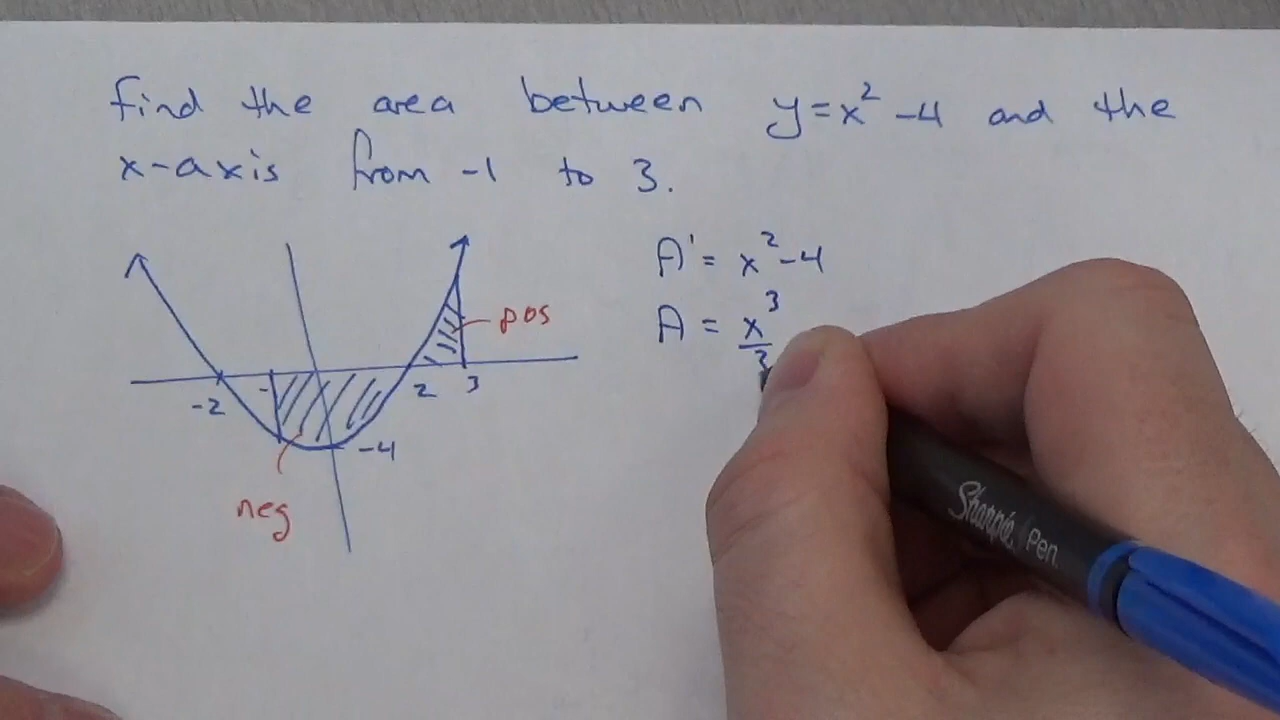 find the area between y=x²-4 and the
x-axis from -1 to 3.
A' = x²-4
A = x³/3
pos
-2
2
3
-4
neg
Sharpie Pen